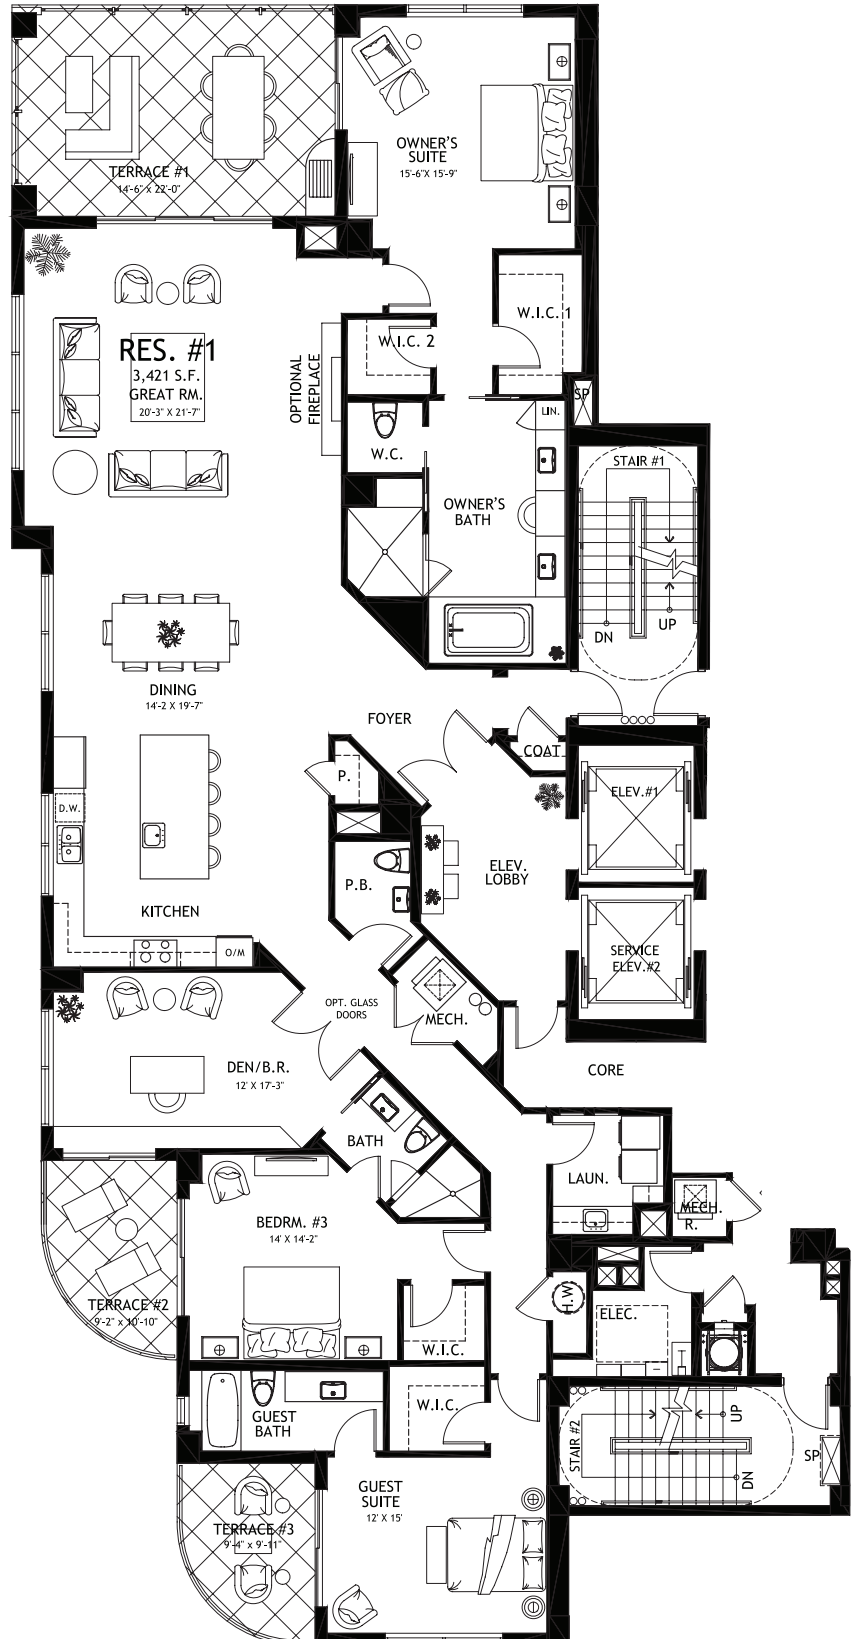 OWNER'S
SUITE
15'-6"X 15'-9"
TERRACE #1
14'-6" x 22'-0"
W.I.C. 1
W.I.C. 2
RES. #1
3,421 S.F.
GREAT RM.
20'-3" X 21'-7"
OPTIONAL
FIREPLACE
SP
LIN.
W.C.
STAIR #1
OWNER'S
BATH
DN
UP
DINING
14'-2 X 19'-7"
FOYER
COAT
P.
ELEV.#1
D.W.
ELEV.
LOBBY
P.B.
KITCHEN
O/M
SERVICE
ELEV.#2
OPT. GLASS
DOORS
MECH.
DEN/B.R.
12' X 17'-3"
CORE
BATH
LAUN.
MECH.
R.
BEDRM. #3
14' X 14'-2"
TERRACE #2
9'-2" x 10'-10"
H.W
ELEC.
W.I.C.
W.I.C.
GUEST
BATH
UP
STAIR #2
DN
SP
GUEST
SUITE
12' X 15'
TERRACE #3
9'-4" x 9'-11"